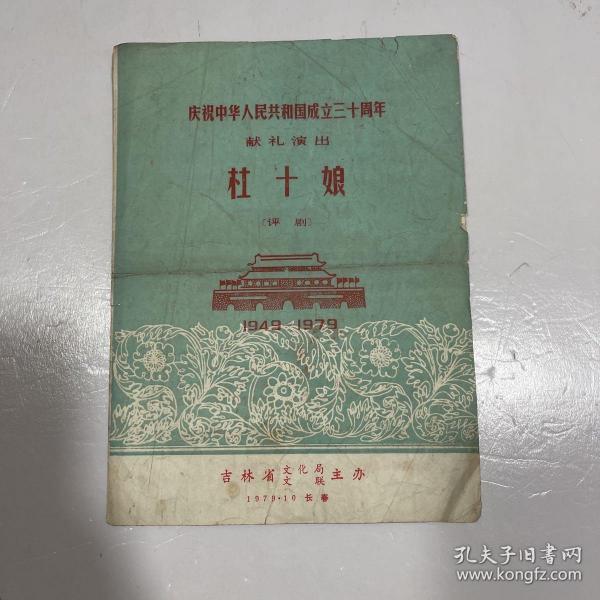 庆祝中华人民共和国成立三十周年
献礼演出
杜十娘
〔评剧〕
1949-1979
吉林省文化局文联主办
1979·10 长春
孔夫子旧书网
www.kongfz.com